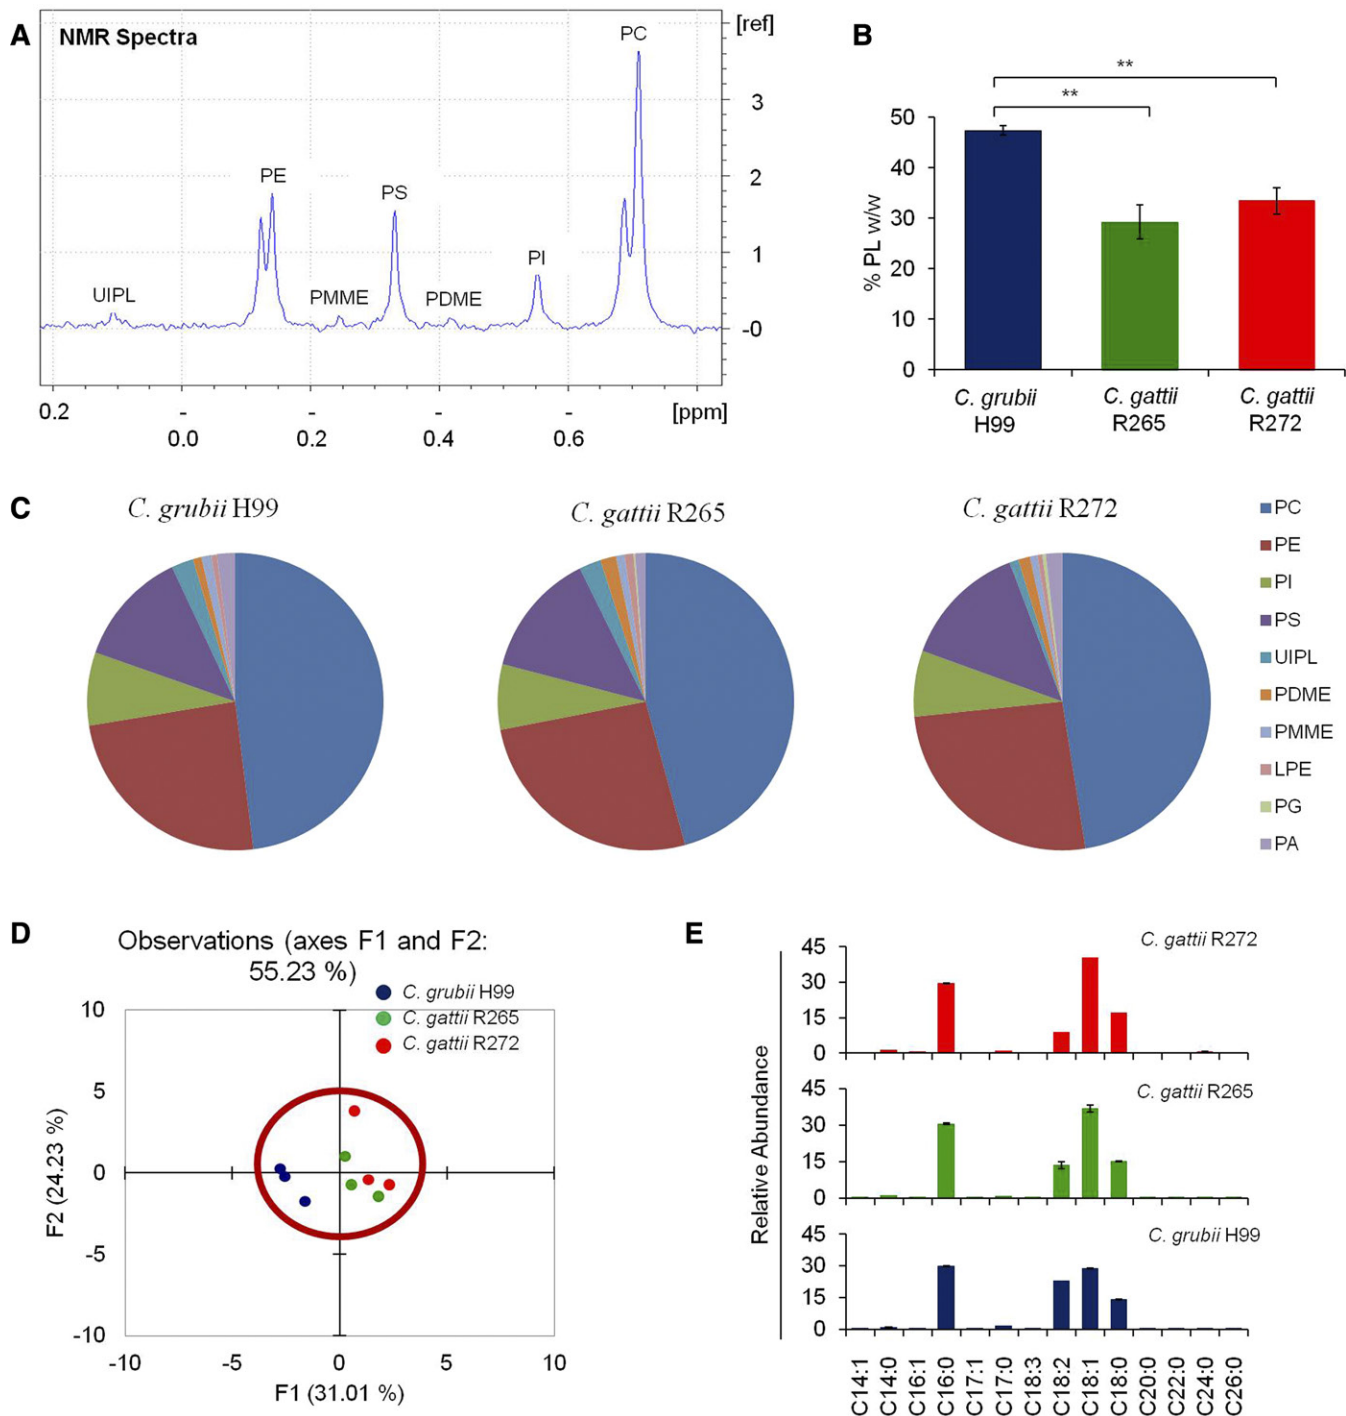 A
NMR Spectra
[ref]
PC
3
PE
2
PS
PI
1
UIPL
PMME
PDME
-0
0.2
-
-
-
-
[ppm]
0.0
0.2
0.4
0.6
B
**
**
% PL w/w
50
40
30
20
10
0
C. grubii
H99
C. gattii
R265
C. gattii
R272
C
C. grubii H99
C. gattii R265
C. gattii R272
PC
PE
PI
PS
UIPL
PDME
PMME
LPE
PG
PA
D
Observations (axes F1 and F2:
55.23 %)
C. grubii H99
C. gattii R265
C. gattii R272
F2 (24.23 %)
10
5
0
-5
-10
-10
-5
0
5
10
F1 (31.01 %)
E
Relative Abundance
C. gattii R272
45
30
15
0
C. gattii R265
45
30
15
0
C. grubii H99
45
30
15
0
C14:1
C14:0
C16:1
C16:0
C17:1
C17:0
C18:3
C18:2
C18:1
C18:0
C20:0
C22:0
C24:0
C26:0